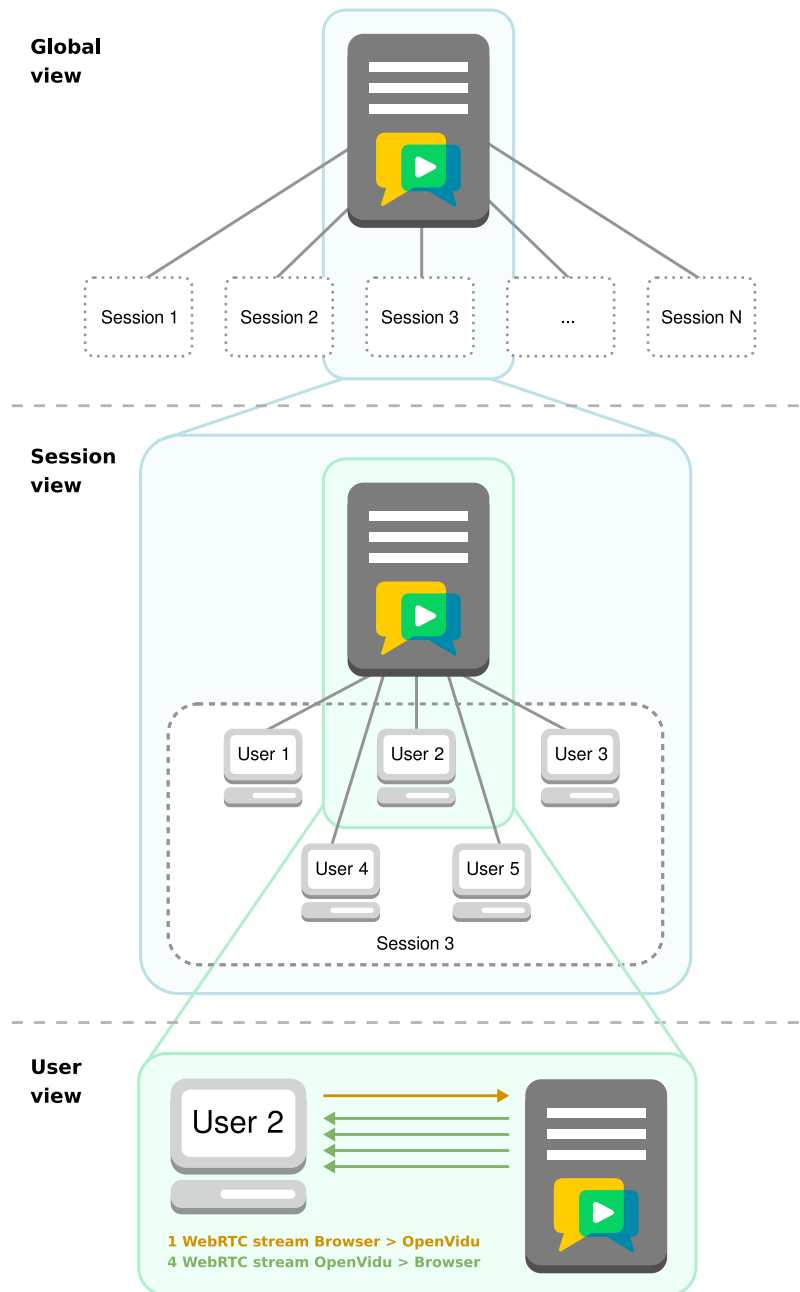 Global
view
Session 1
Session 2
Session 3
...
Session N
Session
view
User 1
User 2
User 3
User 4
User 5
Session 3
User
view
User 2
1 WebRTC stream Browser > OpenVidu
4 WebRTC stream OpenVidu > Browser